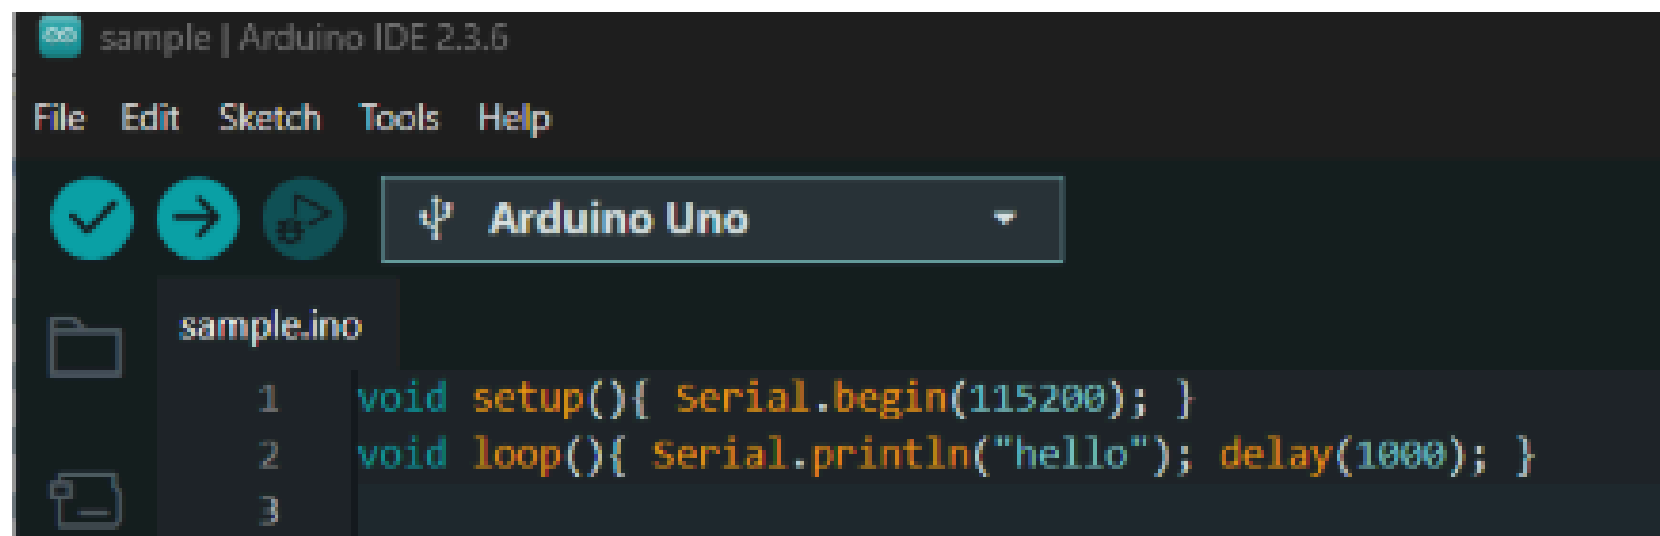 sample | Arduino IDE 2.3.6
File Edit Sketch Tools Help
Arduino Uno
sample.ino
1 void setup(){ Serial.begin(115200); }
2 void loop(){ Serial.println("hello"); delay(1000); }
3